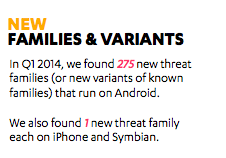 NEW
FAMILIES & VARIANTS
In Q1 2014, we found 275 new threat
families (or new variants of known
families) that run on Android.
We also found 1 new threat family
each on iPhone and Symbian.